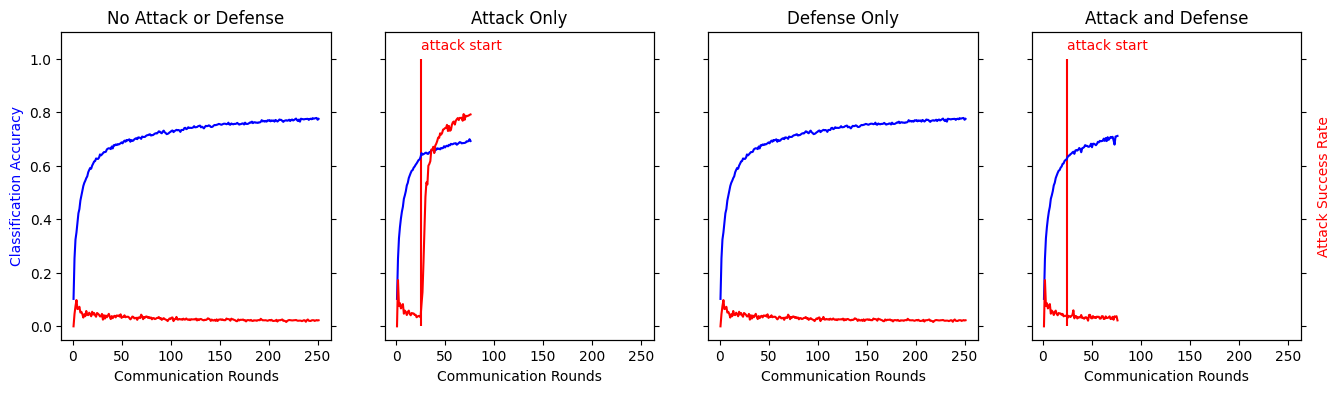 No Attack or Defense
Attack Only
Defense Only
Attack and Defense
attack start
attack start
1.0
0.8
0.6
0.4
0.2
0.0
Classification Accuracy
Attack Success Rate
0 50 100 150 200 250
0 50 100 150 200 250
0 50 100 150 200 250
0 50 100 150 200 250
Communication Rounds
Communication Rounds
Communication Rounds
Communication Rounds